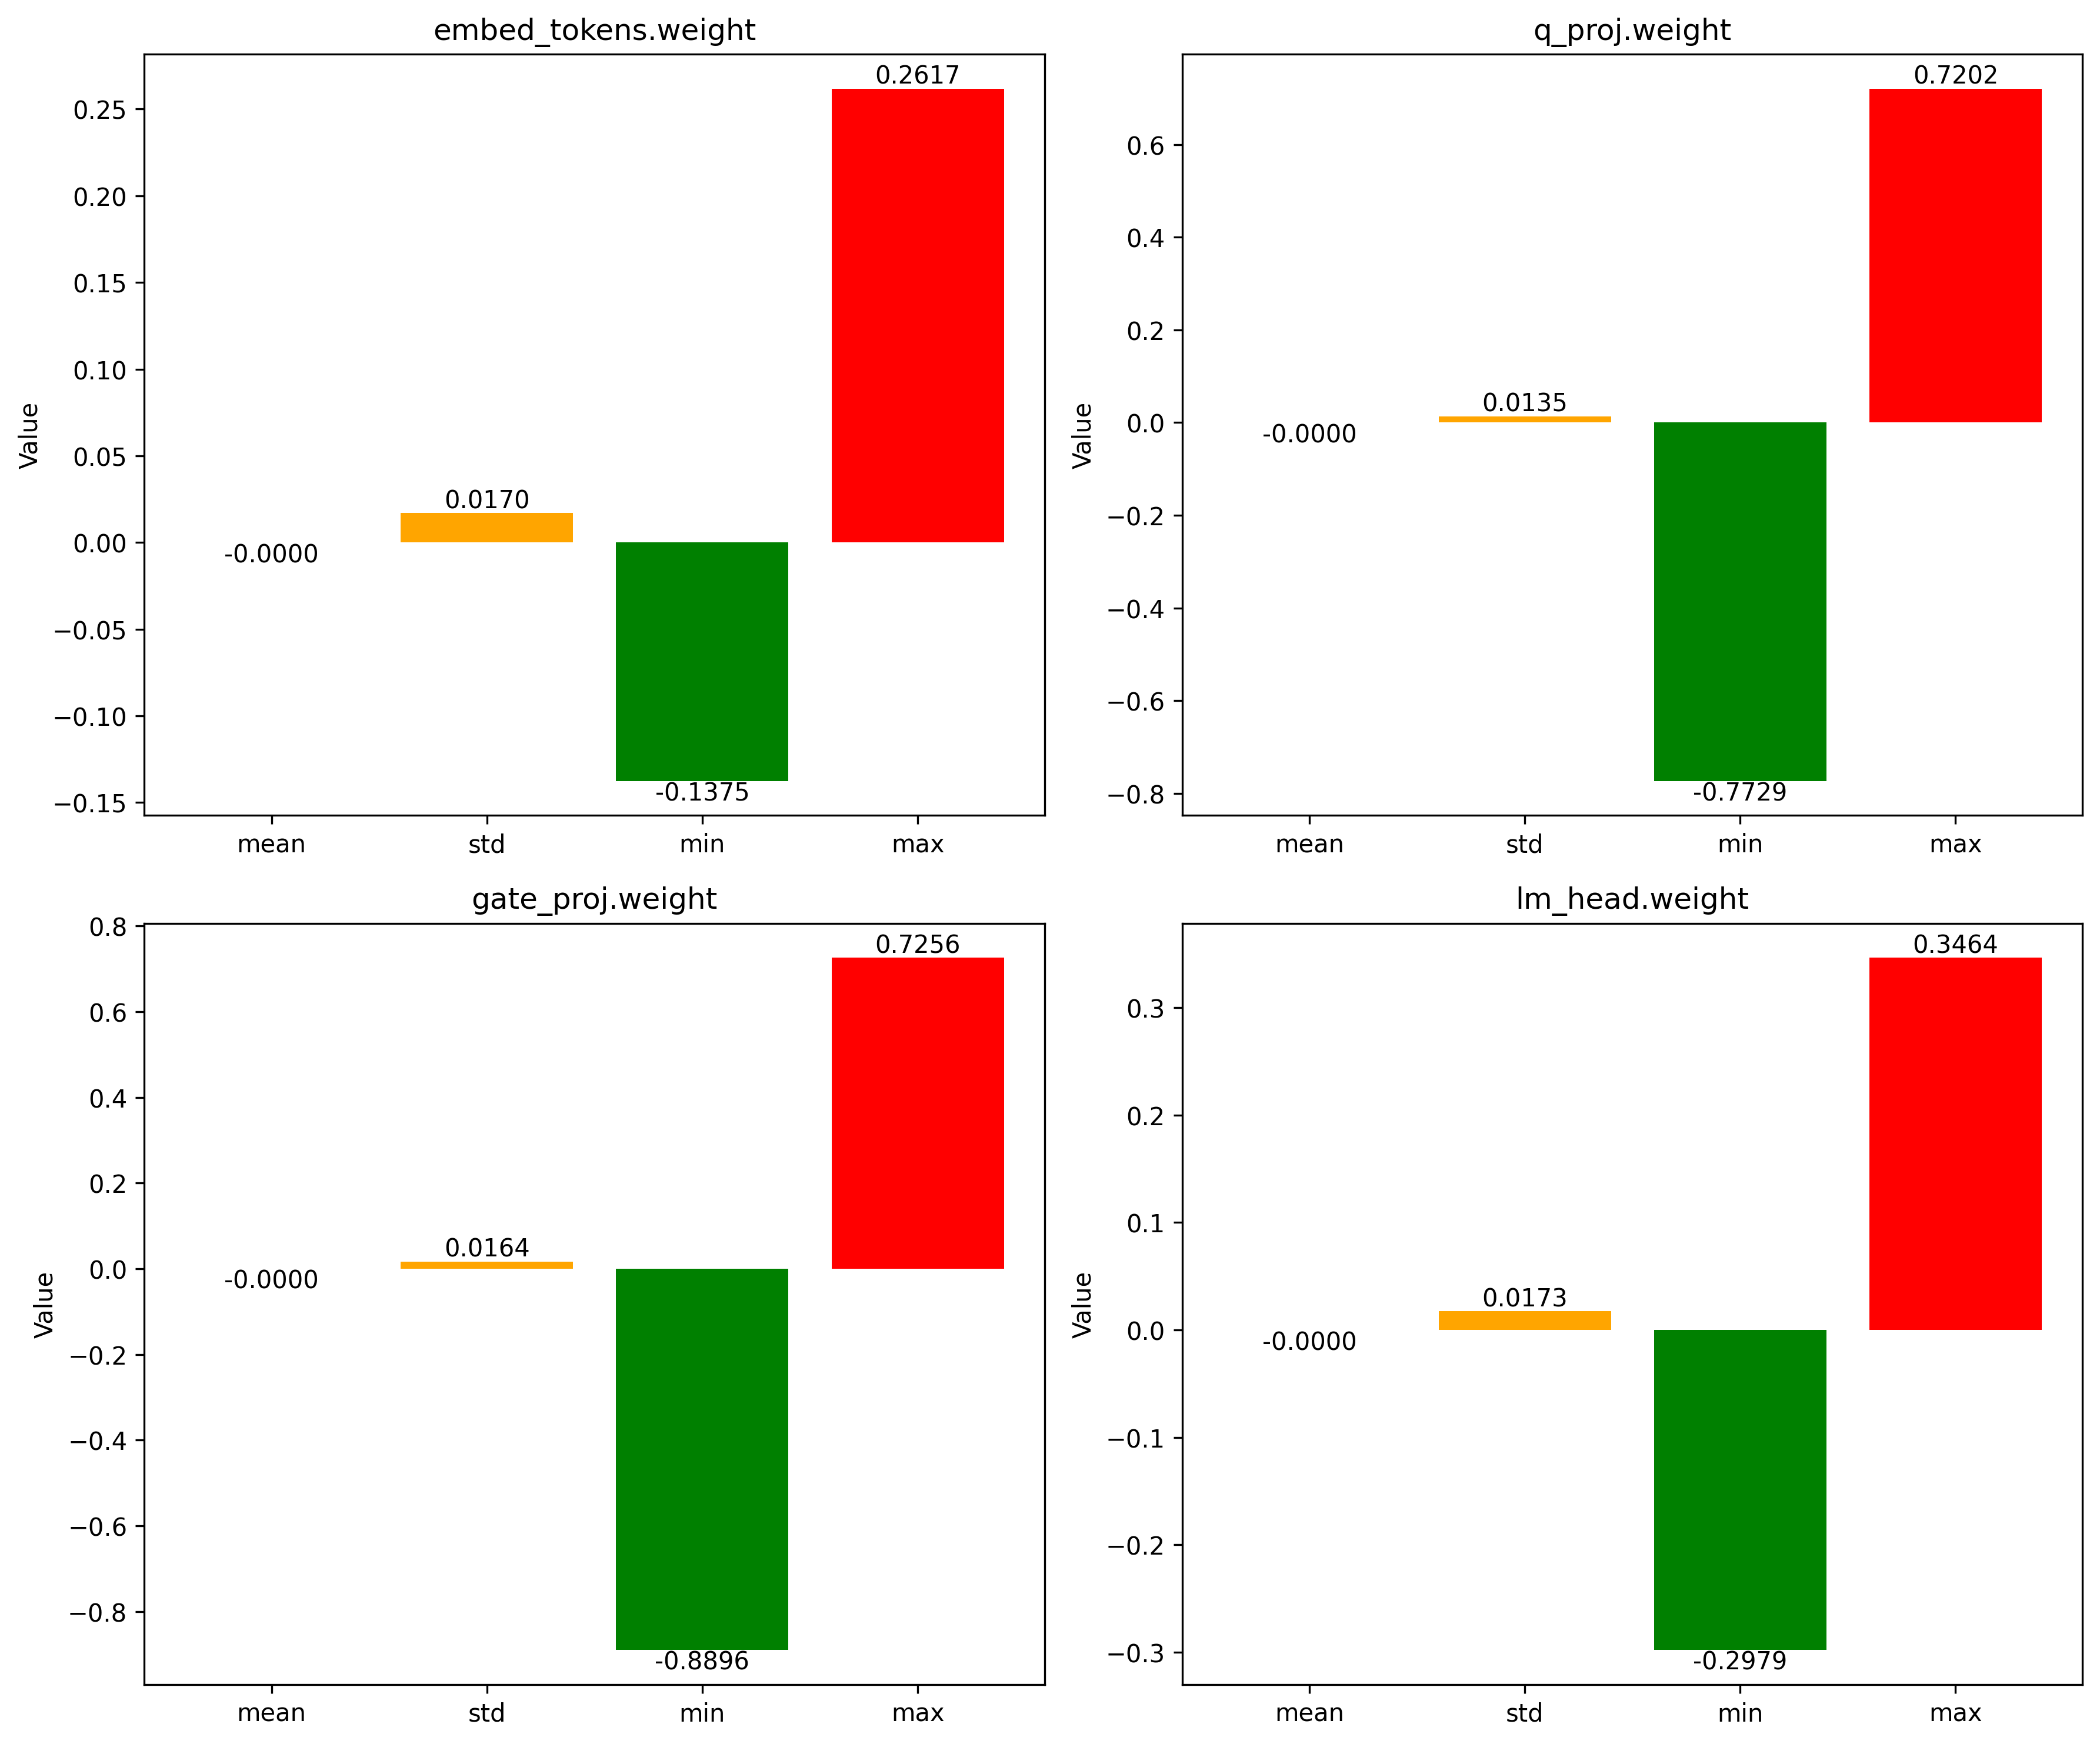 embed_tokens.weight
0.25
0.20
0.15
0.10
0.05
0.00
−0.05
−0.10
−0.15
Value
-0.0000
0.0170
-0.1375
0.2617
mean
std
min
max
q_proj.weight
0.6
0.4
0.2
0.0
−0.2
−0.4
−0.6
−0.8
Value
-0.0000
0.0135
-0.7729
0.7202
mean
std
min
max
gate_proj.weight
0.8
0.6
0.4
0.2
0.0
−0.2
−0.4
−0.6
−0.8
Value
-0.0000
0.0164
-0.8896
0.7256
mean
std
min
max
lm_head.weight
0.3
0.2
0.1
0.0
−0.1
−0.2
−0.3
Value
-0.0000
0.0173
-0.2979
0.3464
mean
std
min
max